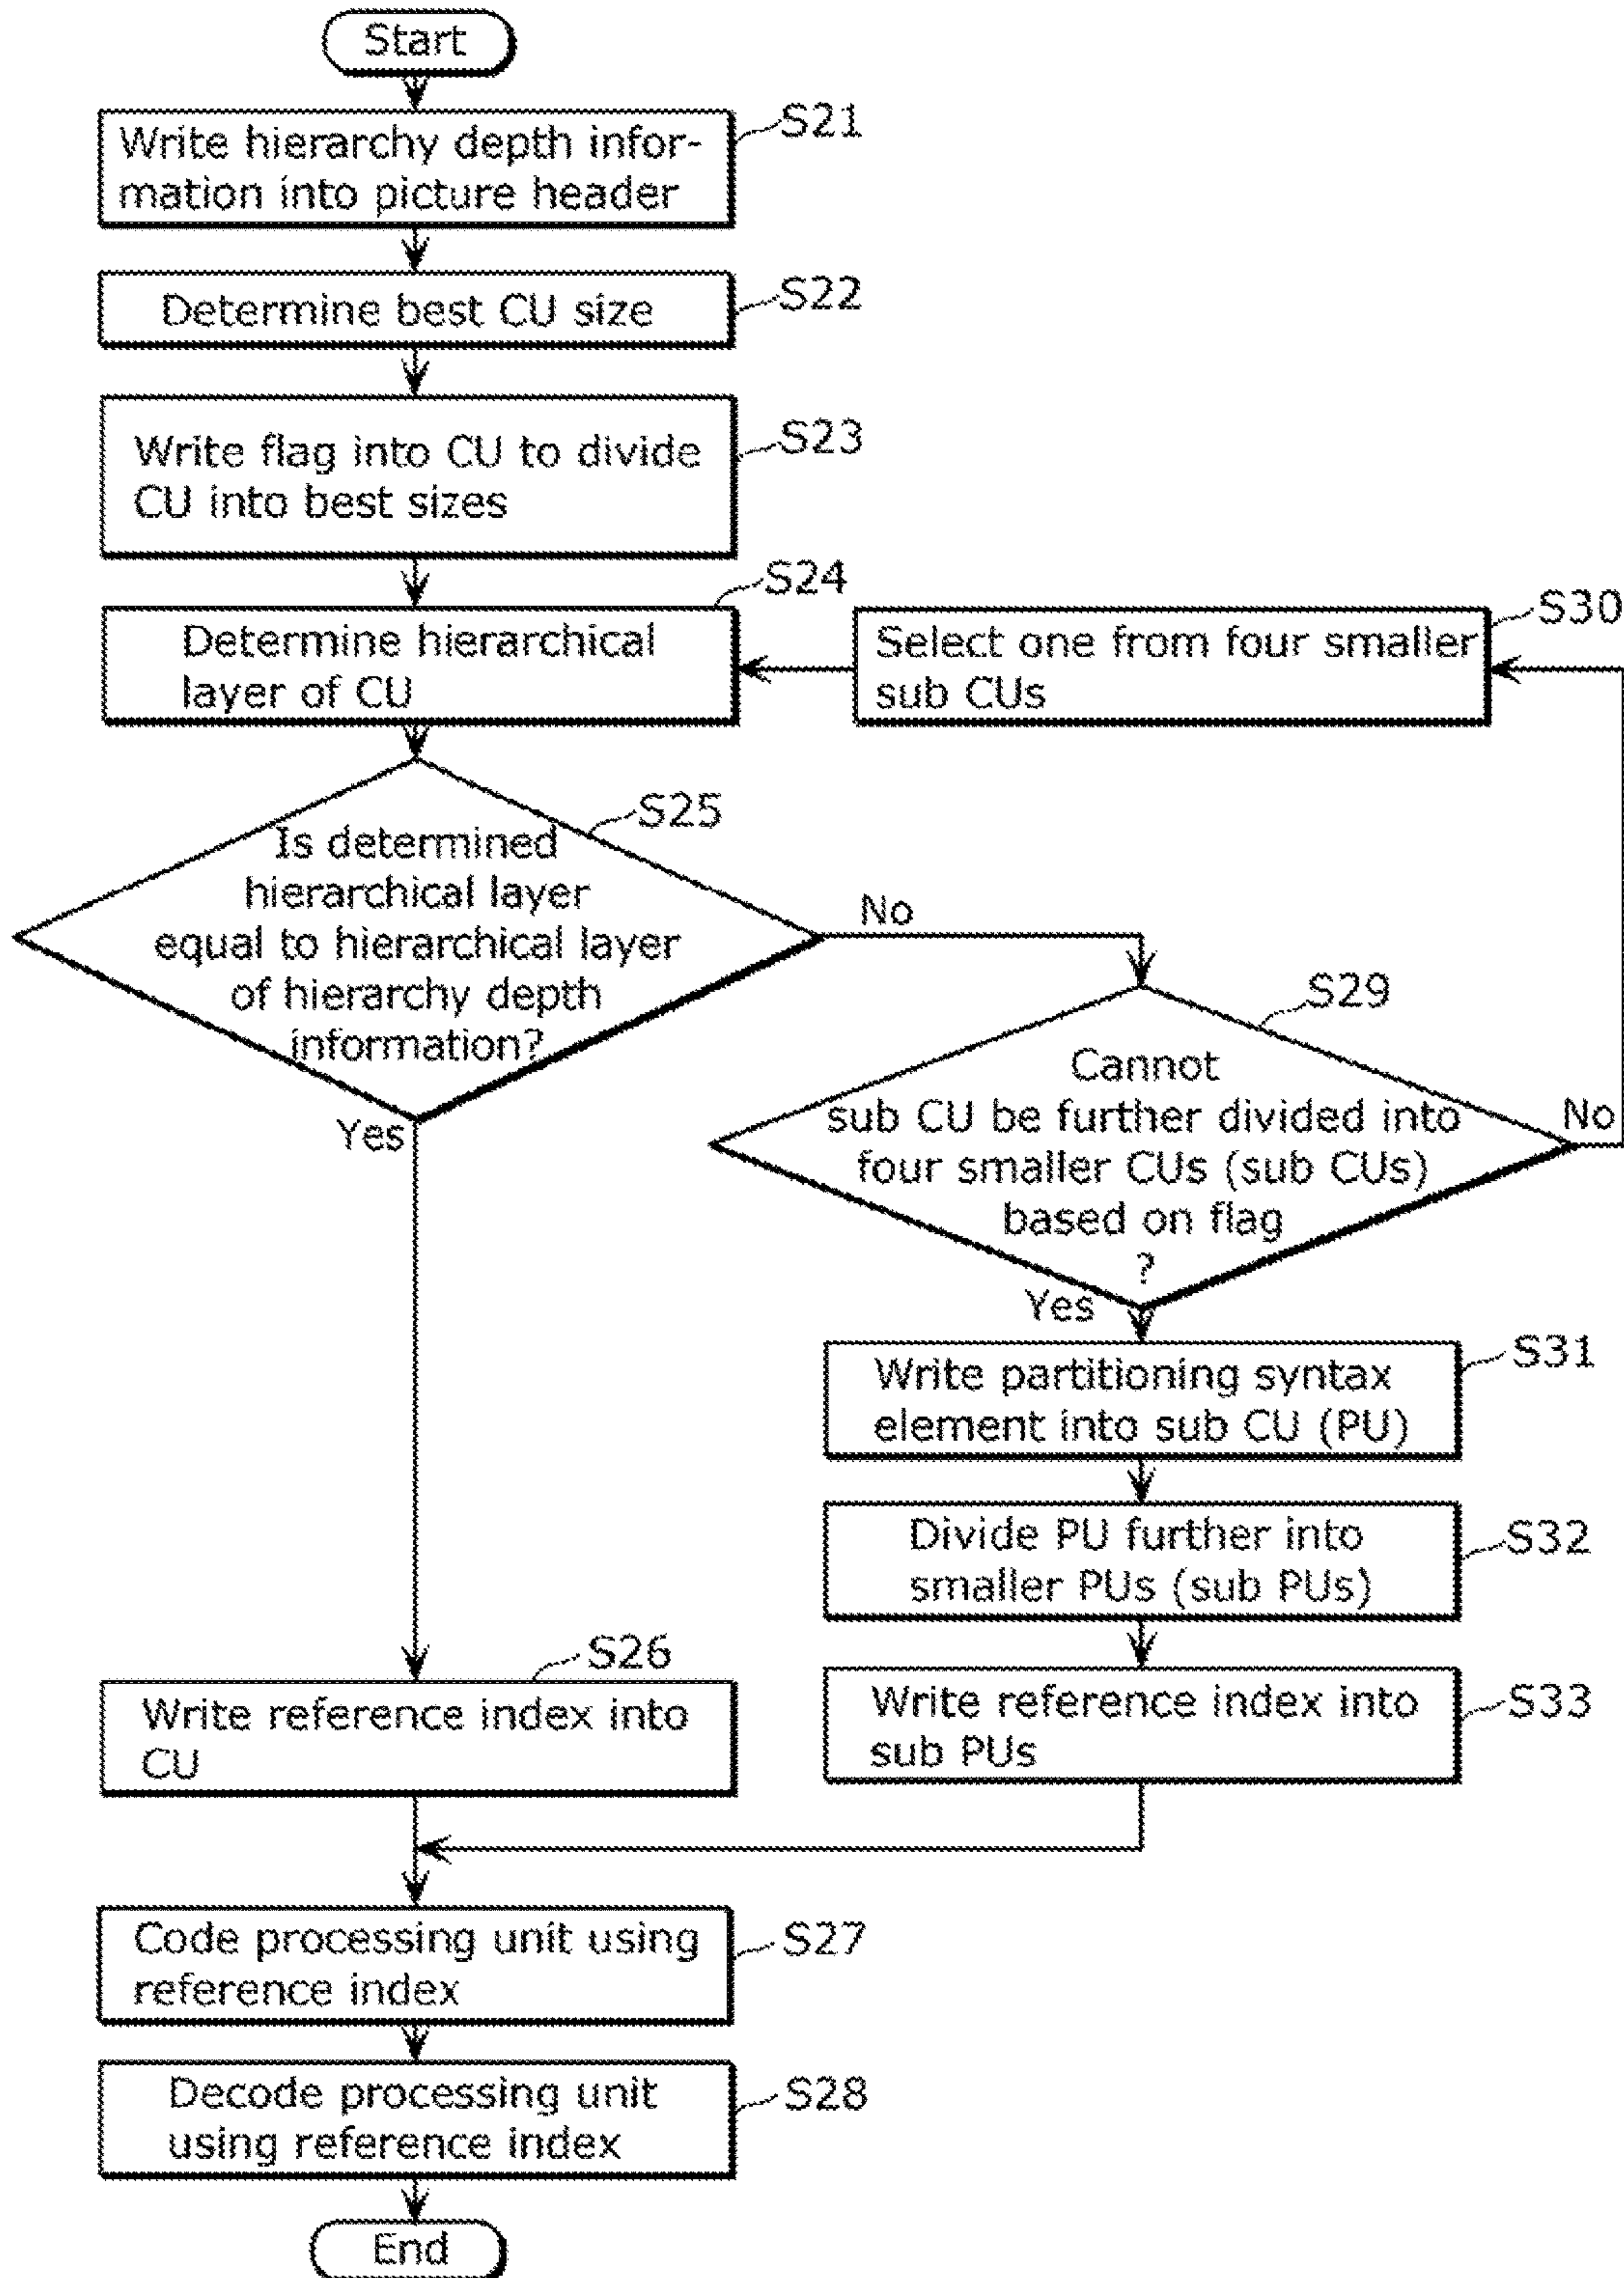 Start
S21
Write hierarchy depth infor-
mation into picture header
S22
Determine best CU size
S23
Write flag into CU to divide
CU into best sizes
S24
Determine hierarchical
layer of CU
S30
Select one from four smaller
sub CUs
S25
Is determined
hierarchical layer
equal to hierarchical layer
of hierarchy depth
information?
No
Yes
S29
Cannot
sub CU be further divided into
four smaller CUs (sub CUs)
based on flag
?
No
Yes
S31
Write partitioning syntax
element into sub CU (PU)
S32
Divide PU further into
smaller PUs (sub PUs)
S26
Write reference index into
CU
S33
Write reference index into
sub PUs
S27
Code processing unit using
reference index
S28
Decode processing unit
using reference index
End